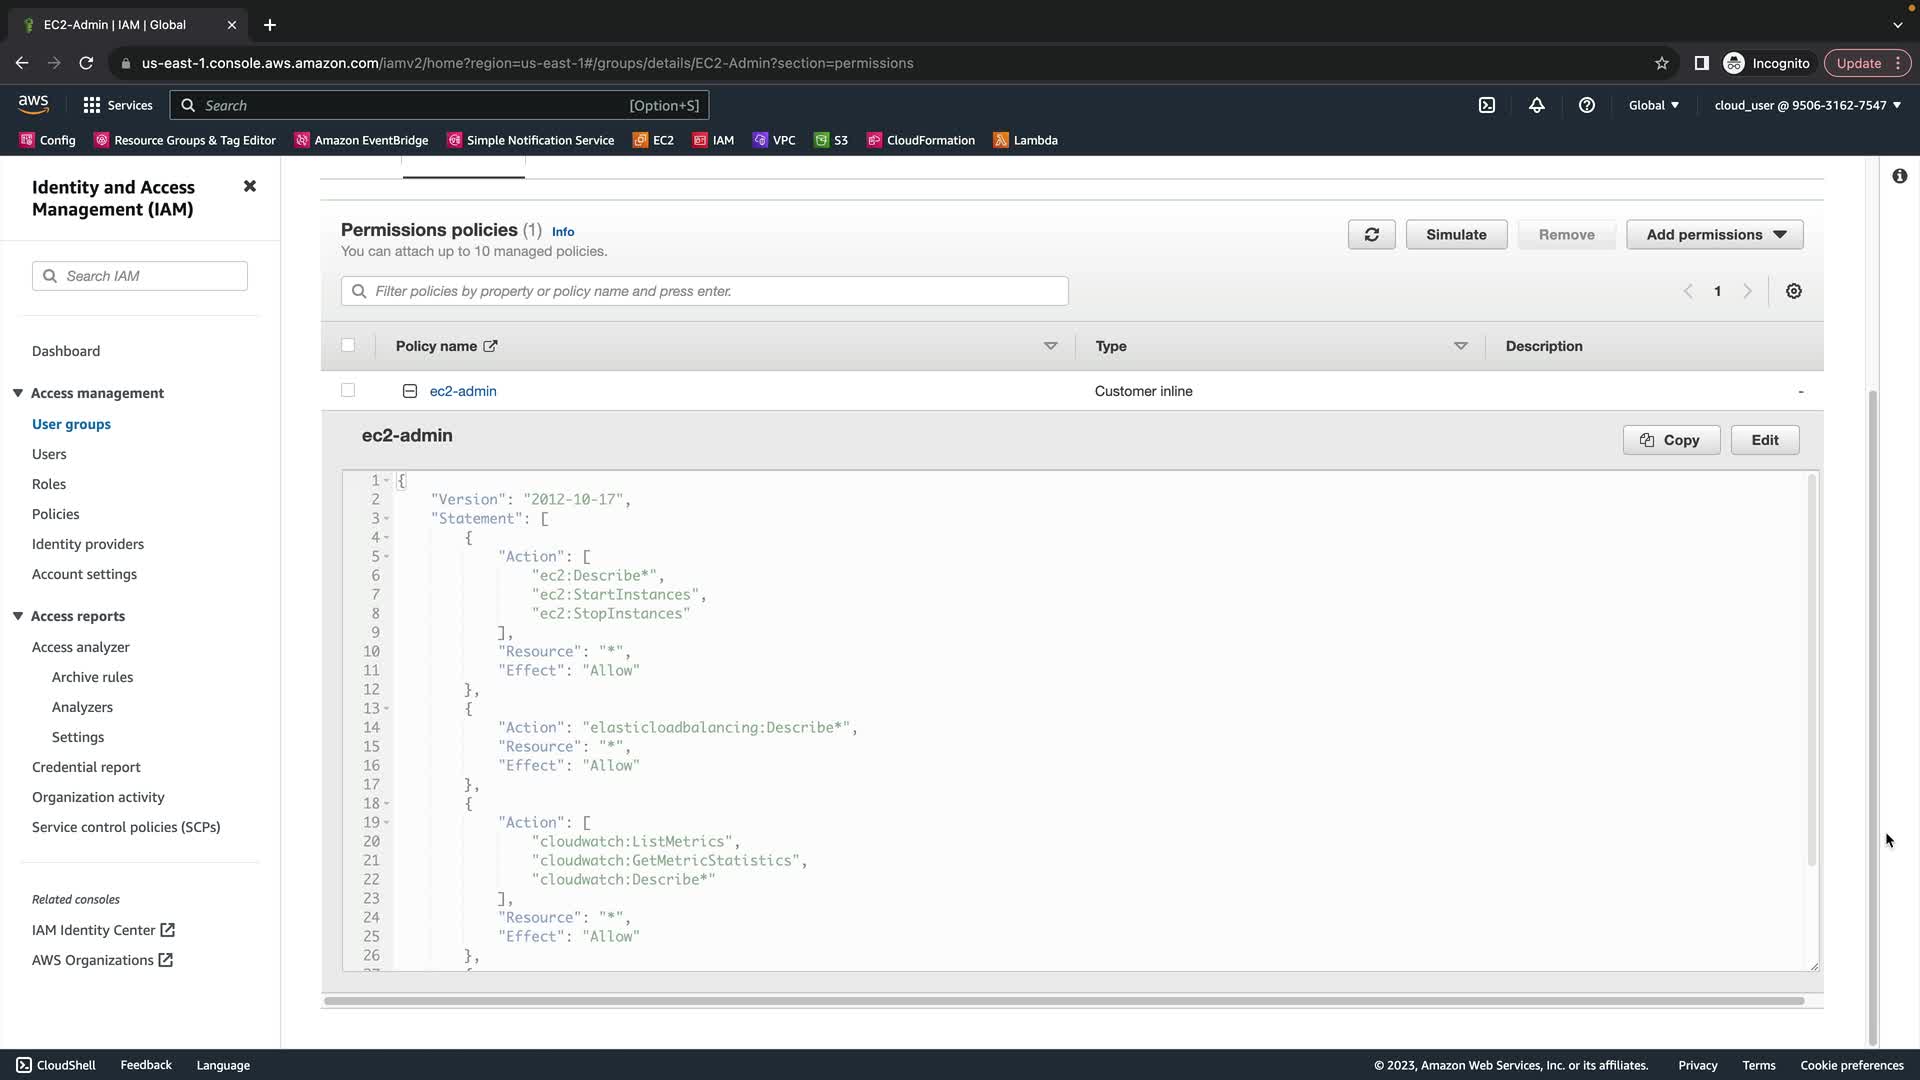 EC2-Admin | IAM | Global
us-east-1.console.aws.amazon.com/iamv2/home?region=us-east-1#/groups/details/EC2-Admin?section=permissions
Incognito
Update
aws
Services
Search
[Option+S]
Global
cloud_user @ 9506-3162-7547
Config
Resource Groups & Tag Editor
Amazon EventBridge
Simple Notification Service
EC2
IAM
VPC
S3
CloudFormation
Lambda
Identity and Access
Management (IAM)
Search IAM
Dashboard
Access management
User groups
Users
Roles
Policies
Identity providers
Account settings
Access reports
Access analyzer
Archive rules
Analyzers
Settings
Credential report
Organization activity
Service control policies (SCPs)
Related consoles
IAM Identity Center
AWS Organizations
Permissions policies (1) Info
You can attach up to 10 managed policies.
Simulate
Remove
Add permissions
Filter policies by property or policy name and press enter.
1
Policy name
Type
Description
ec2-admin
Customer inline
-
ec2-admin
Copy
Edit
1 {
2 "Version": "2012-10-17",
3 "Statement": [
4 {
5 "Action": [
6 "ec2:Describe*",
7 "ec2:StartInstances",
8 "ec2:StopInstances"
9 ],
10 "Resource": "*",
11 "Effect": "Allow"
12 },
13 {
14 "Action": "elasticloadbalancing:Describe*",
15 "Resource": "*",
16 "Effect": "Allow"
17 },
18 {
19 "Action": [
20 "cloudwatch:ListMetrics",
21 "cloudwatch:GetMetricStatistics",
22 "cloudwatch:Describe*"
23 ],
24 "Resource": "*",
25 "Effect": "Allow"
26 },
CloudShell
Feedback
Language
© 2023, Amazon Web Services, Inc. or its affiliates.
Privacy
Terms
Cookie preferences